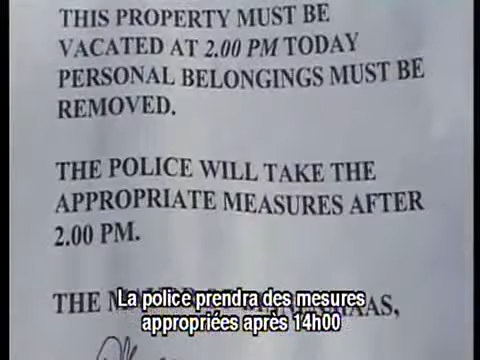 THIS PROPERTY MUST BE
VACATED AT 2.00 PM TODAY
PERSONAL BELONGINGS MUST BE
REMOVED.
THE POLICE WILL TAKE THE
APPROPRIATE MEASURES AFTER
2.00 PM.
THE
La police prendra des mesures
appropriées après 14h00